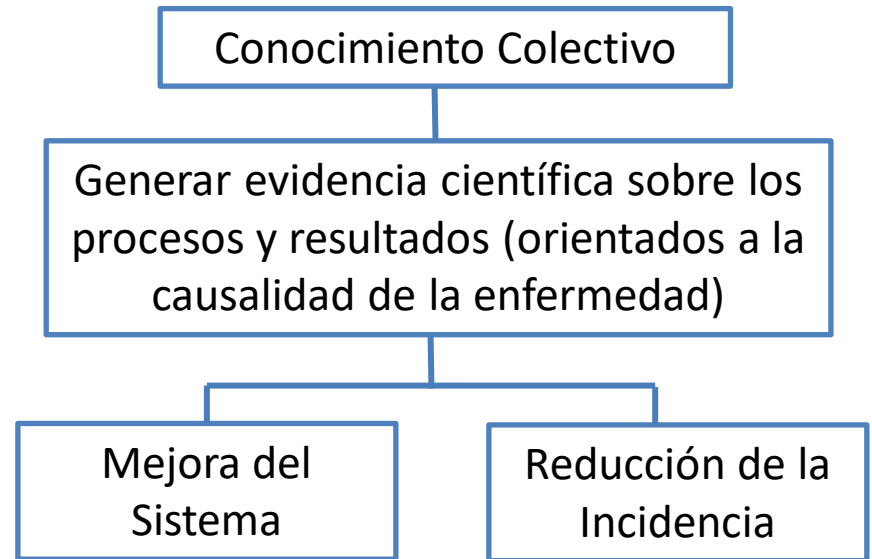 Conocimiento Colectivo
Generar evidencia científica sobre los
procesos y resultados (orientados a la
causalidad de la enfermedad)
Mejora del
Sistema
Reducción de la
Incidencia